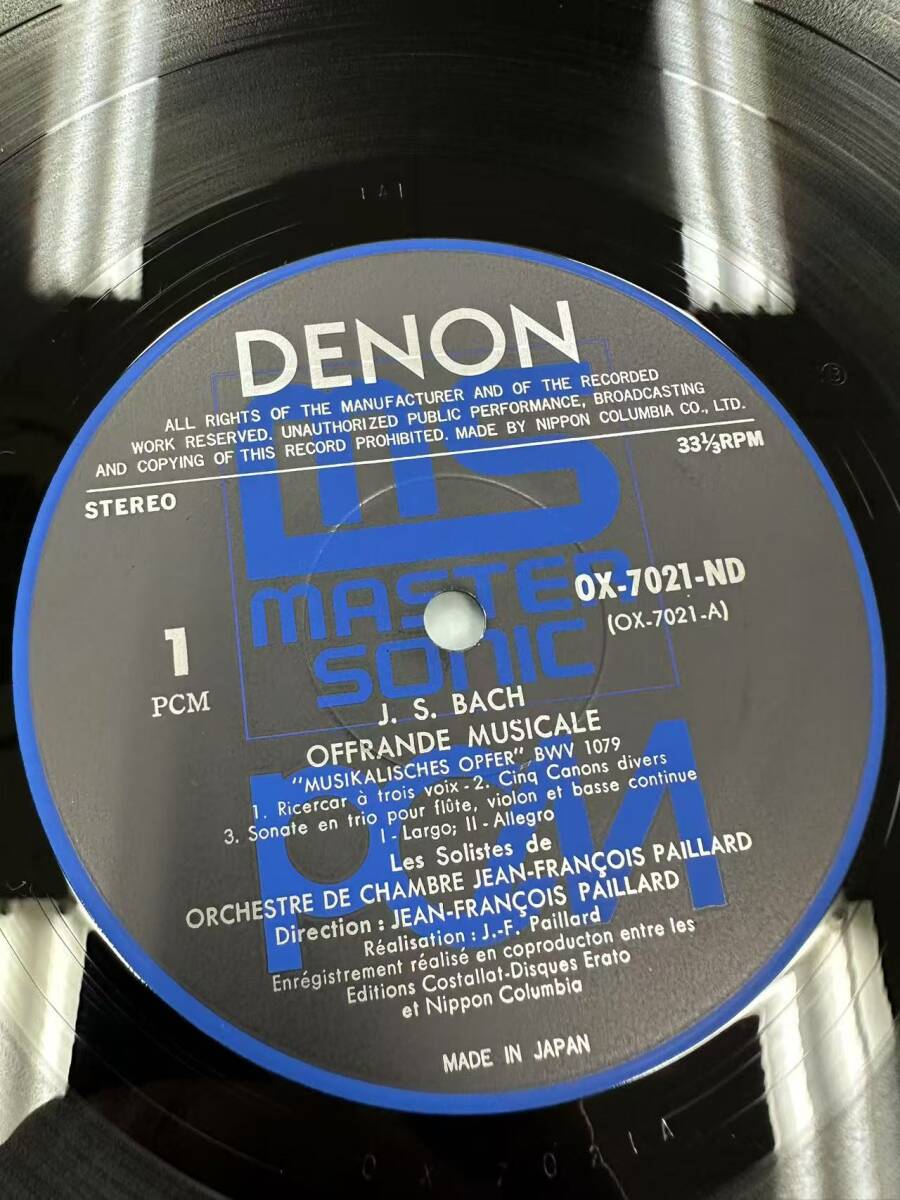 1 A 1
DENON
ALL RIGHTS OF THE MANUFACTURER AND OF THE RECORDED
WORK RESERVED. UNAUTHORIZED PUBLIC PERFORMANCE, BROADCASTING
AND COPYING OF THIS RECORD PROHIBITED. MADE BY NIPPON COLUMBIA CO., LTD.
STEREO
33⅓RPM
ms
MASTER
SONIC
OX-7021-ND
(OX-7021-A)
1
PCM
J. S. BACH
OFFRANDE MUSICALE
"MUSIKALISCHES OPFER", BWV 1079
1. Ricercar à trois voix - 2. Cinq Canons divers
3. Sonate en trio pour flûte, violon et basse continue
I - Largo; II - Allegro
PCM
Les Solistes de
ORCHESTRE DE CHAMBRE JEAN-FRANÇOIS PAILLARD
Direction : JEAN-FRANÇOIS PAILLARD
Réalisation : J.-F. Paillard
Enrégistrement réalisé en coproducton entre les
Editions Costallat-Disques Erato
et Nippon Columbia
MADE IN JAPAN
OX 7021A